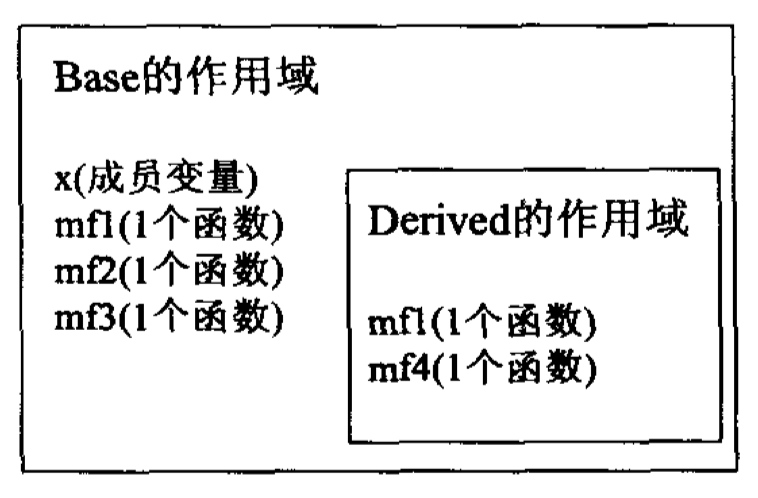 Base的作用域
x(成员变量)
mf1(1个函数)
mf2(1个函数)
mf3(1个函数)
Derived的作用域
mf1(1个函数)
mf4(1个函数)